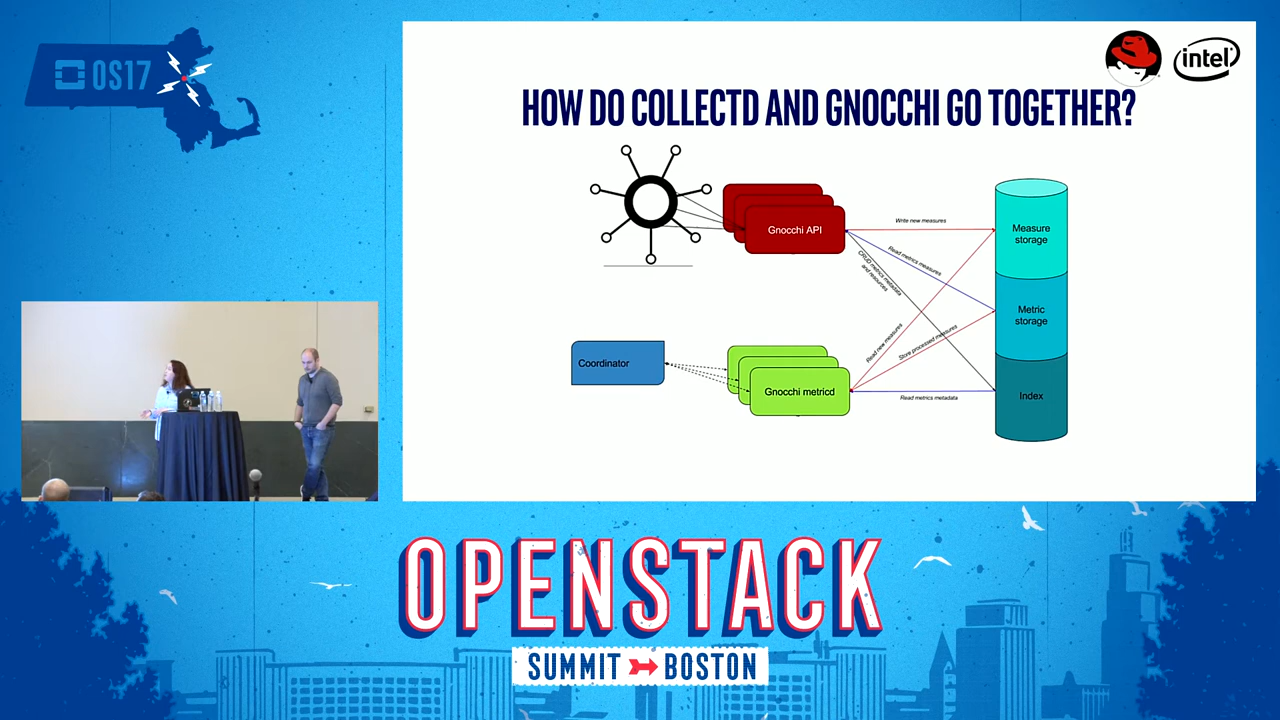 OS17
intel
HOW DO COLLECTD AND GNOCCHI GO TOGETHER?
Gnocchi API
Write new measures
Read metrics measures
CRUD metrics metadata
and resources
Measure
storage
Metric
storage
Index
Coordinator
Gnocchi metricd
Read new measures
Store processed measures
Read metrics metadata
OPENSTACK
SUMMIT BOSTON